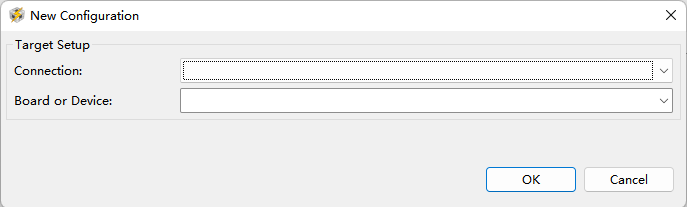 New Configuration
Target Setup
Connection:
Board or Device:
OK
Cancel